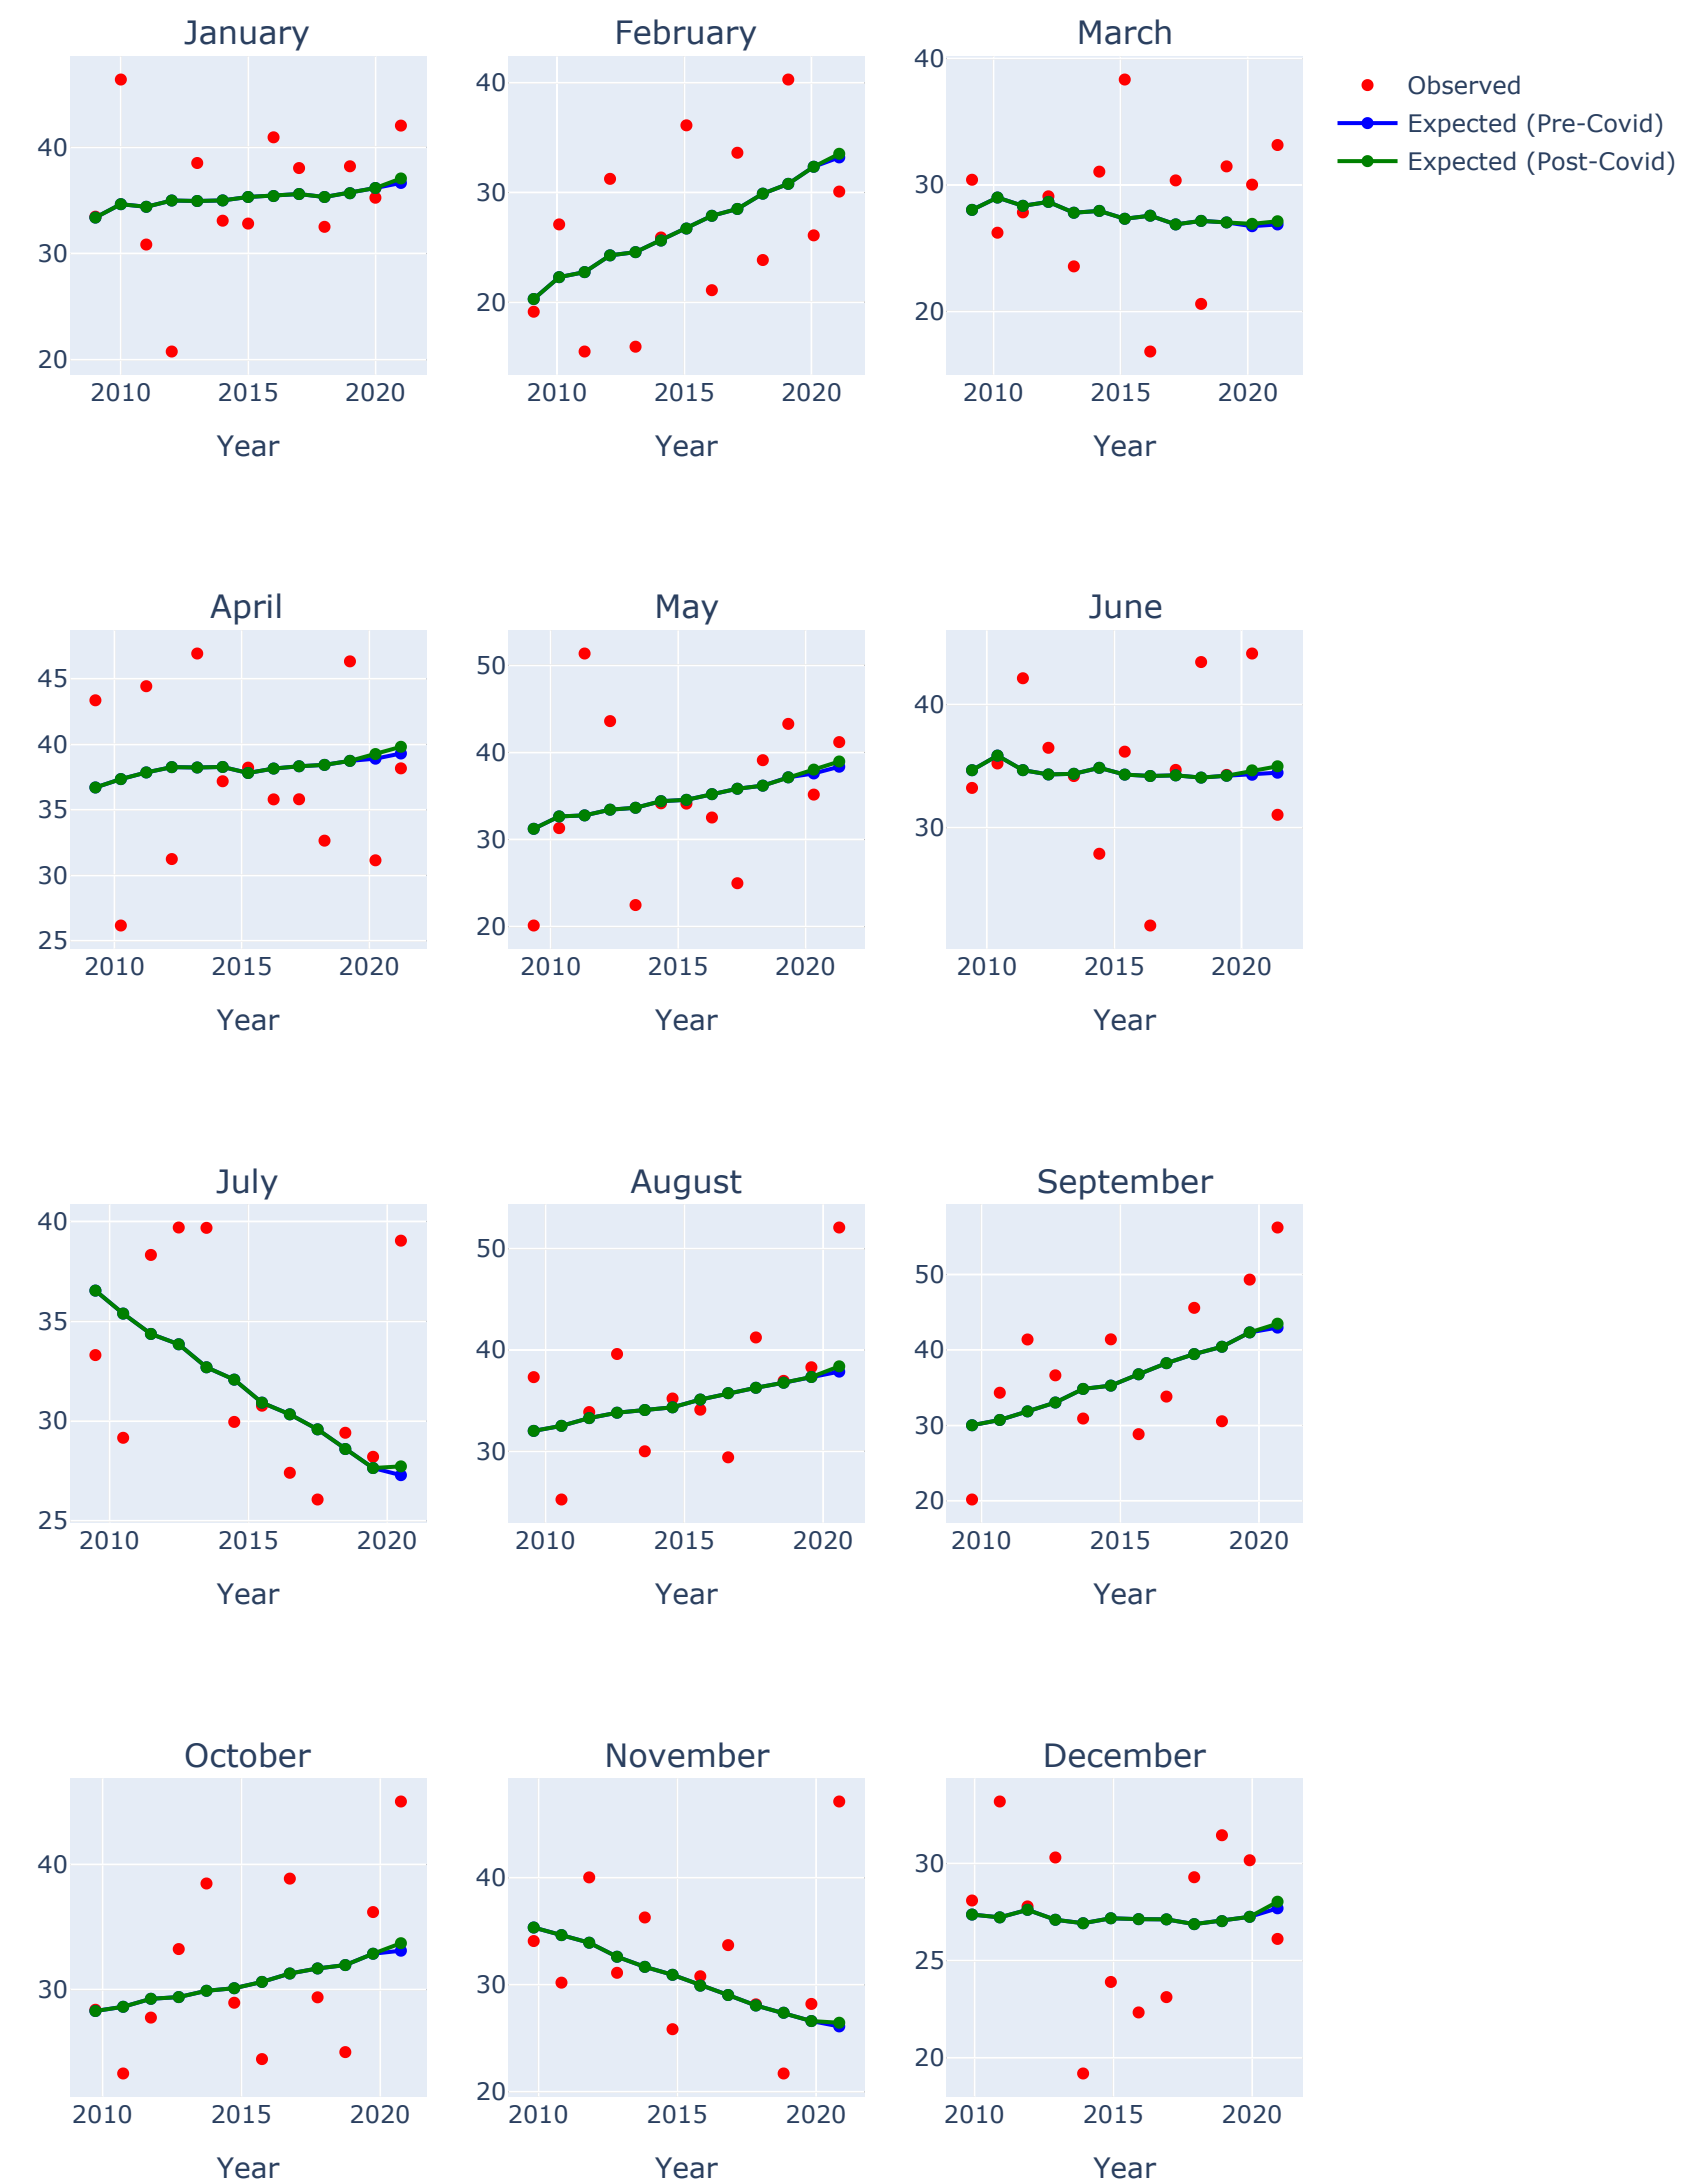 January
February
March
40
30
20
2010 2015 2020
Year
40
30
20
2010 2015 2020
Year
40
30
20
2010 2015 2020
Year
Observed
Expected (Pre-Covid)
Expected (Post-Covid)
April
May
June
45
40
35
30
25
2010 2015 2020
Year
50
40
30
20
2010 2015 2020
Year
40
30
2010 2015 2020
Year
July
August
September
40
35
30
25
2010 2015 2020
Year
50
40
30
2010 2015 2020
Year
50
40
30
20
2010 2015 2020
Year
October
November
December
40
30
2010 2015 2020
Year
40
30
20
2010 2015 2020
Year
30
25
20
2010 2015 2020
Year